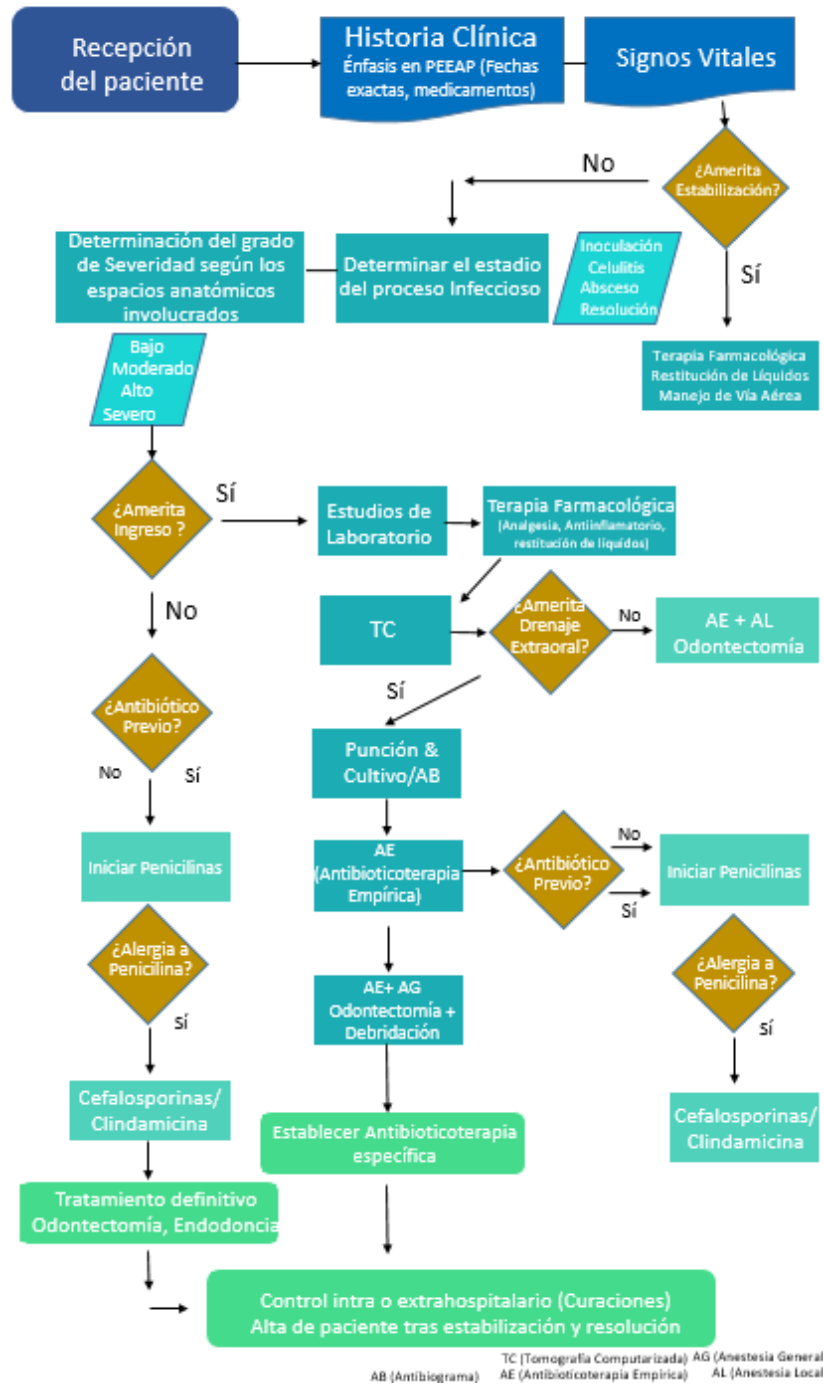 Recepción
del paciente
Historia Clínica
Énfasis en PEEAP (Fechas
exactas, medicamentos)
Signos Vitales
¿Amerita
Estabilización?
No
Sí
Determinación del grado
de Severidad según los
espacios anatómicos
involucrados
Determinar el estadio
del proceso Infeccioso
Inoculación
Celulitis
Absceso
Resolución
Terapia Farmacológica
Restitución de Líquidos
Manejo de Vía Aérea
Bajo
Moderado
Alto
Severo
¿Amerita
Ingreso ?
Sí
No
Estudios de
Laboratorio
Terapia Farmacológica
(Analgesia, Antiinflamatorio,
restitución de líquidos)
TC
¿Amerita
Drenaje
Extraoral?
No
AE + AL
Odontectomía
Sí
¿Antibiótico
Previo?
No Sí
Punción &
Cultivo/AB
Iniciar Penicilinas
AE
(Antibioticoterapia
Empírica)
¿Antibiótico
Previo?
No
Sí
Iniciar Penicilinas
¿Alergia a
Penicilina?
Sí
AE+ AG
Odontectomía +
Debridación
¿Alergia a
Penicilina?
Sí
Cefalosporinas/
Clindamicina
Establecer Antibioticoterapia
específica
Cefalosporinas/
Clindamicina
Tratamiento definitivo
Odontectomía, Endodoncia
Control intra o extrahospitalario (Curaciones)
Alta de paciente tras estabilización y resolución
TC (Tomografía Computarizada) AG (Anestesia General
AB (Antibiograma) AE (Antibioticoterapia Empírica) AL (Anestesia Local